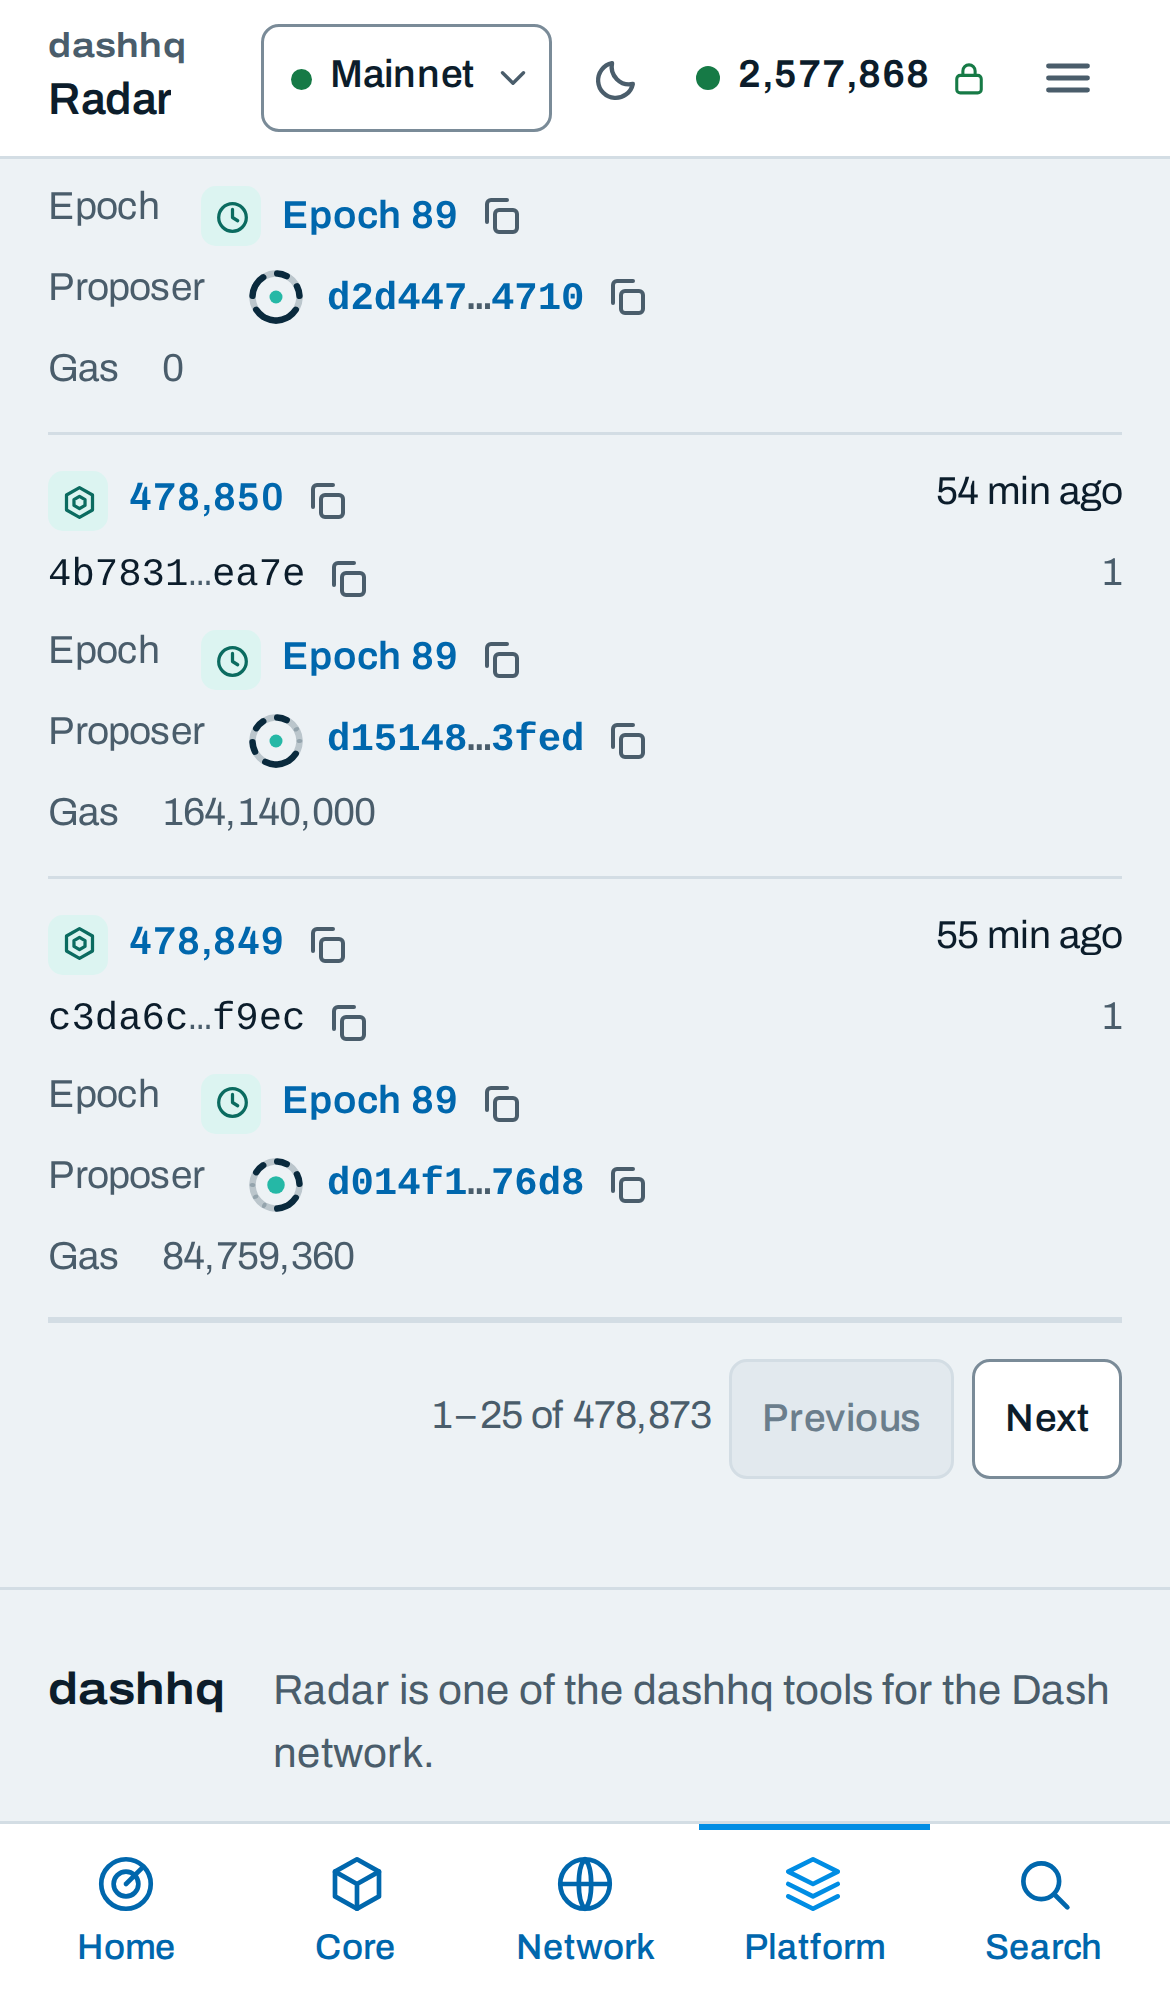 dashhq
Radar
Mainnet
2,577,868
Epoch Epoch 89
Proposer d2d447…4710
Gas 0
478,850 54 min ago
4b7831…ea7e 1
Epoch Epoch 89
Proposer d15148…3fed
Gas 164,140,000
478,849 55 min ago
c3da6c…f9ec 1
Epoch Epoch 89
Proposer d014f1…76d8
Gas 84,759,360
1–25 of 478,873 Previous Next
dashhq Radar is one of the dashhq tools for the Dash
network.
Home Core Network Platform Search